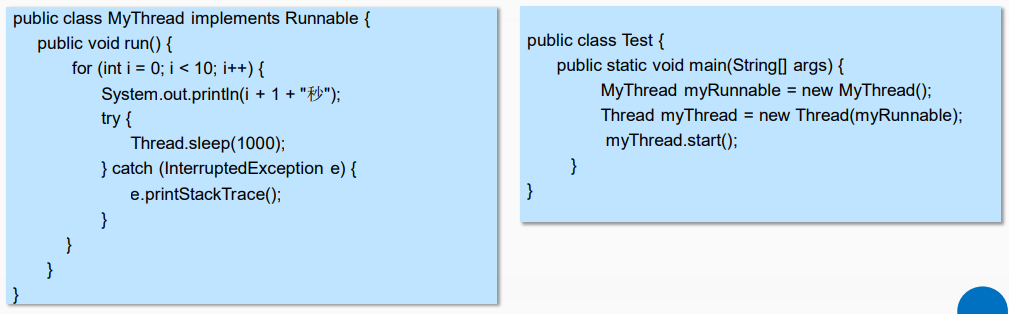 public class MyThread implements Runnable {
public void run() {
for (int i = 0; i < 10; i++) {
System.out.println(i + 1 + "秒");
try {
Thread.sleep(1000);
} catch (InterruptedException e) {
e.printStackTrace();
}
}
}
}
public class Test {
public static void main(String[] args) {
MyThread myRunnable = new MyThread();
Thread myThread = new Thread(myRunnable);
myThread.start();
}
}